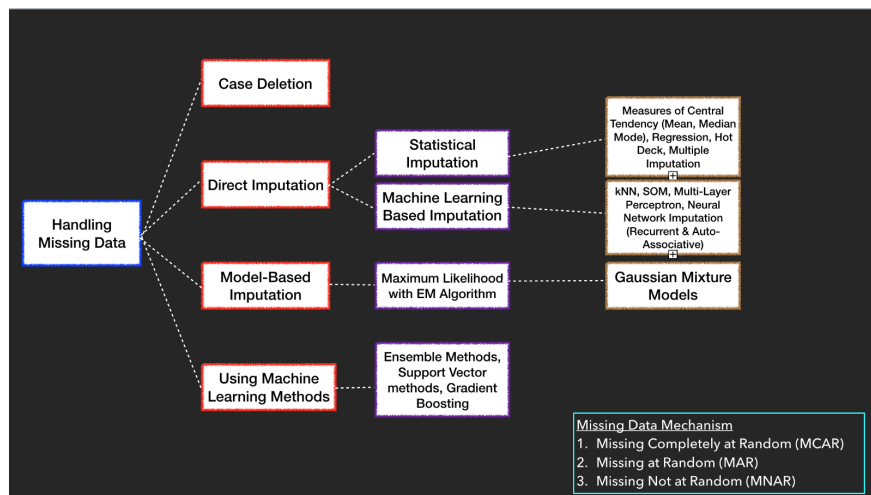 Case Deletion
Direct Imputation
Handling
Missing Data
Model-Based
Imputation
Using Machine
Learning Methods
Statistical
Imputation
Machine Learning
Based Imputation
Maximum Likelihood
with EM Algorithm
Ensemble Methods,
Support Vector
methods, Gradient
Boosting
Measures of Central
Tendency (Mean, Median
Mode), Regression, Hot
Deck, Multiple
Imputation
kNN, SOM, Multi-Layer
Perceptron, Neural
Network Imputation
(Recurrent & Auto-
Associative)
Gaussian Mixture
Models
Missing Data Mechanism
1. Missing Completely at Random (MCAR)
2. Missing at Random (MAR)
3. Missing Not at Random (MNAR)